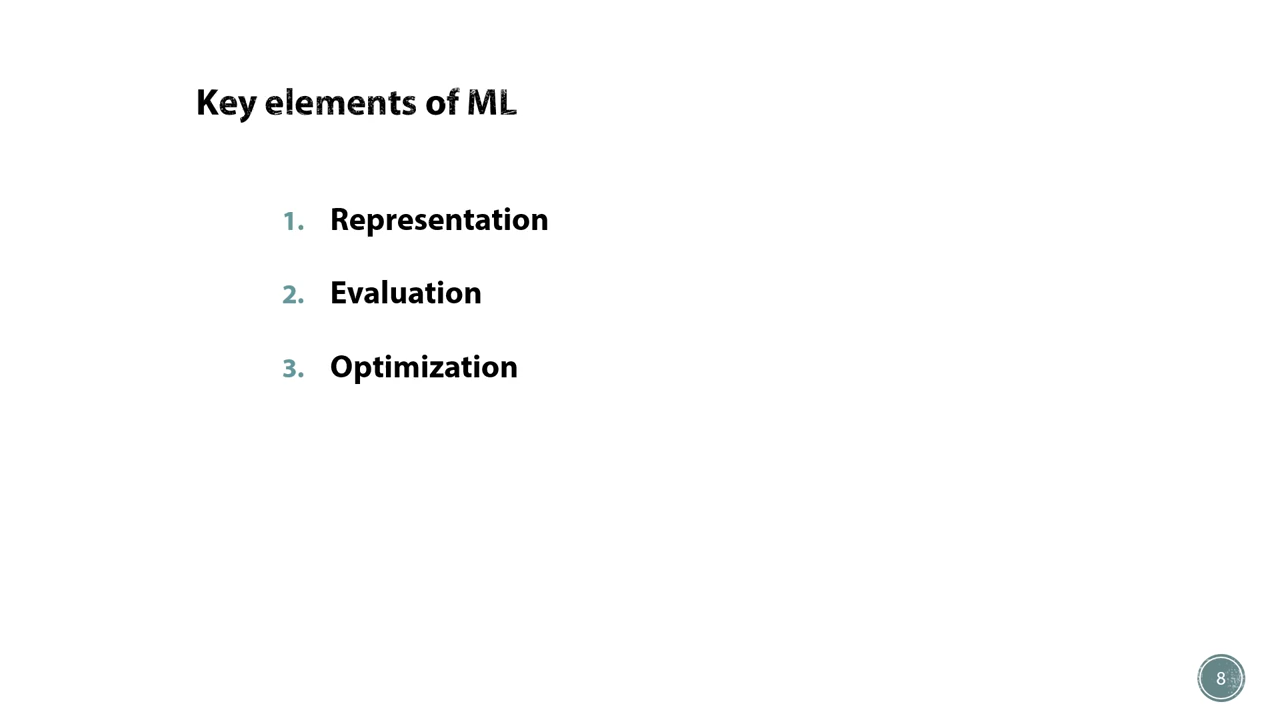 Key elements of ML
1. Representation
2. Evaluation
3. Optimization
8